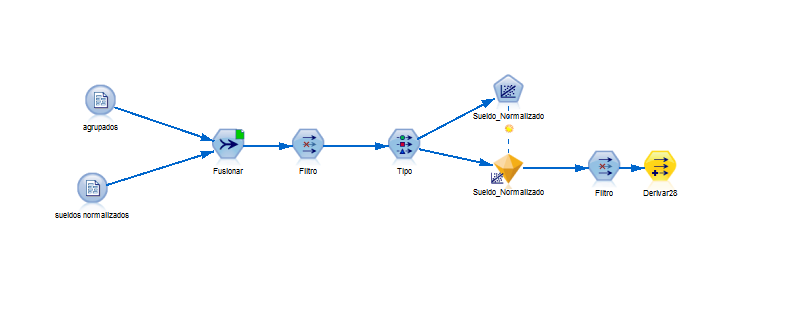 agrupados
sueldos normalizados
Fusionar
Filtro
Tipo
Sueldo_Normalizado
Sueldo_Normalizado
Filtro
Derivar28